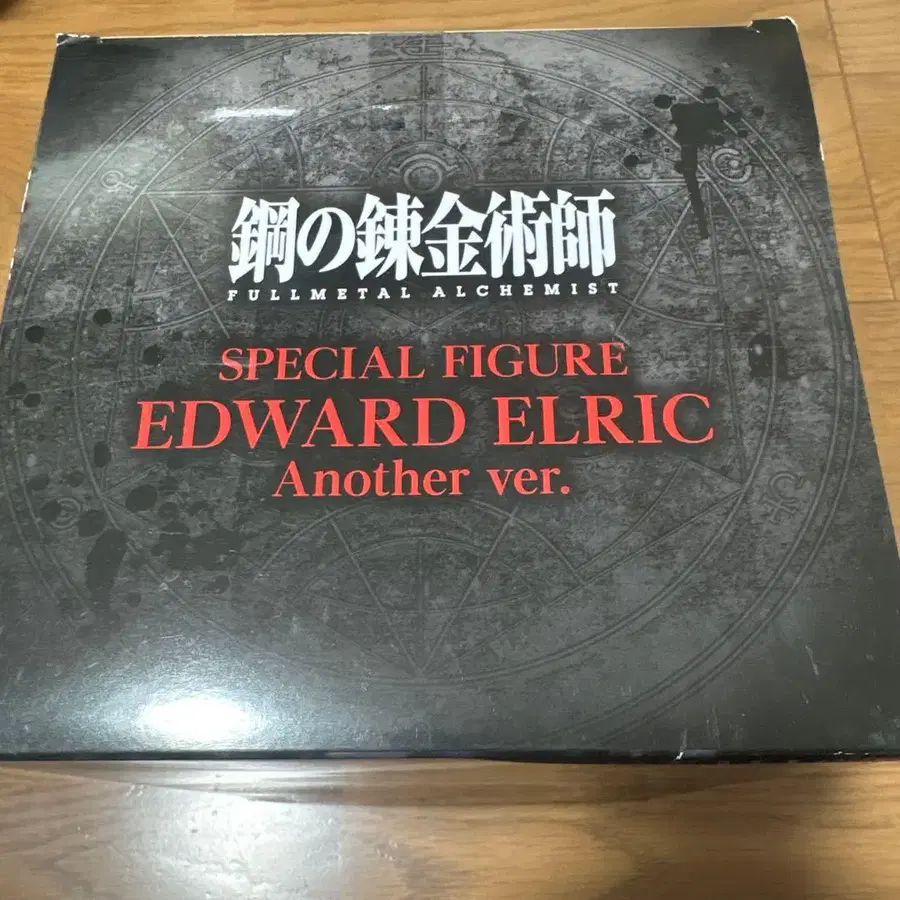 鋼の錬金術師
FULLMETAL ALCHEMIST
SPECIAL FIGURE
EDWARD ELRIC
Another ver.